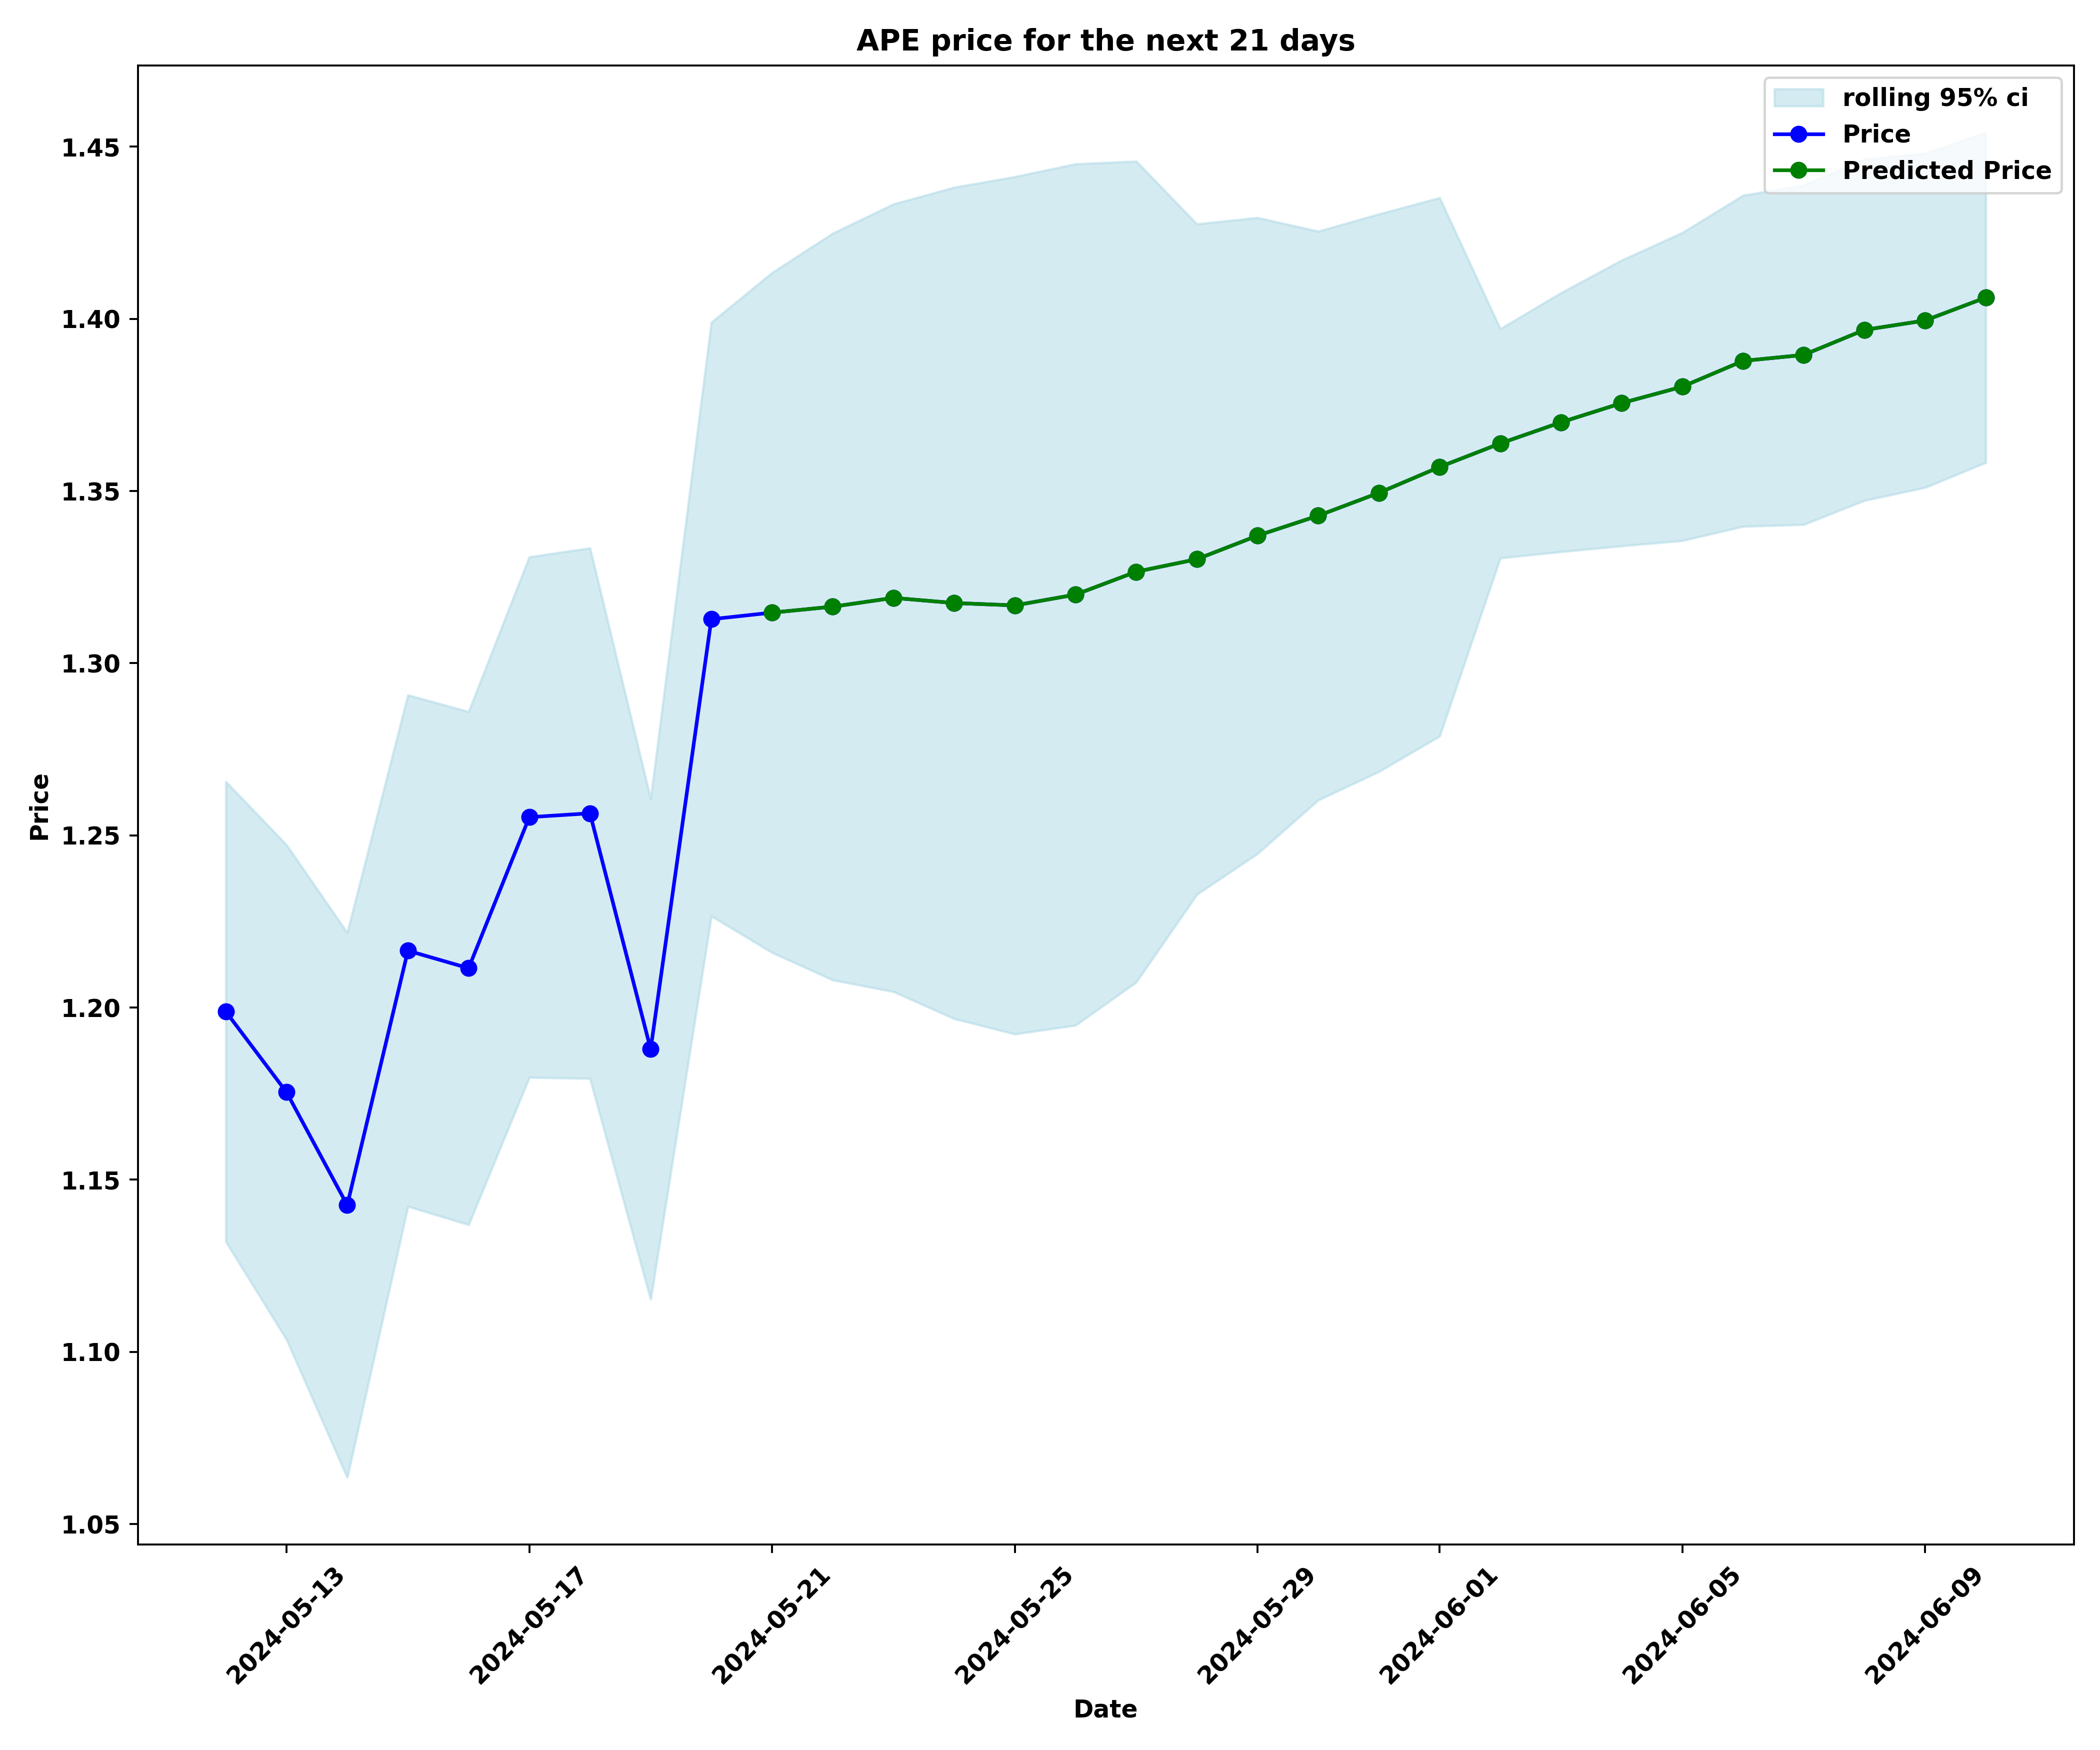 APE price for the next 21 days
rolling 95% ci
Price
Predicted Price
1.45
1.40
1.35
1.30
1.25
1.20
1.15
1.10
1.05
Price
2024-05-13
2024-05-17
2024-05-21
2024-05-25
2024-05-29
2024-06-01
2024-06-05
2024-06-09
Date